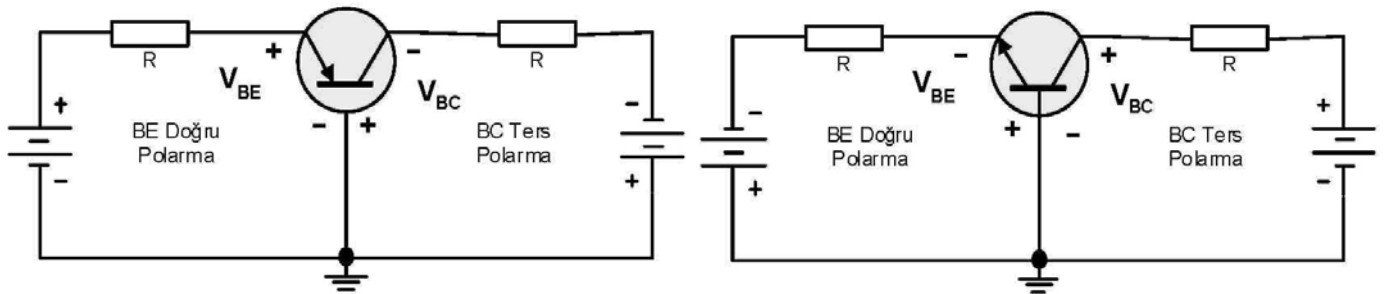 R
R
+
-
V_BE
V_BC
+
-
-
+
BE Doğru
Polarma
BC Ters
Polarma
-
+
R
R
-
+
V_BE
V_BC
-
+
+
-
BE Doğru
Polarma
BC Ters
Polarma
+
-